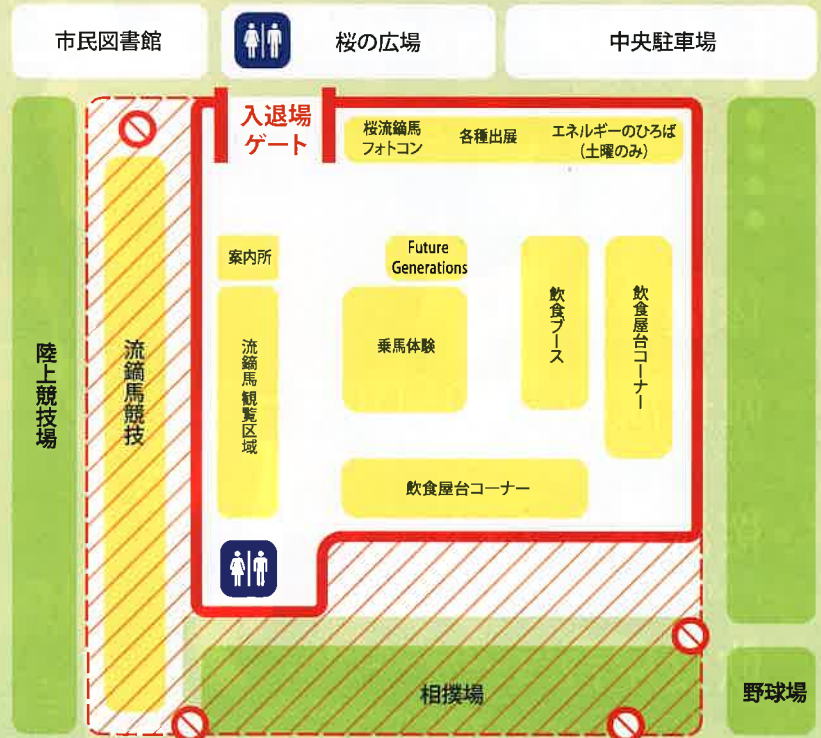 市民図書館
桜の広場
中央駐車場
入退場
ゲート
桜流鏑馬
フォトコン
各種出展
エネルギーのひろば
(土曜のみ)
案内所
Future
Generations
飲食ブース
飲食屋台コーナー
流鏑馬 観覧区域
乗馬体験
陸上競技場
流鏑馬競技
飲食屋台コーナー
相撲場
野球場